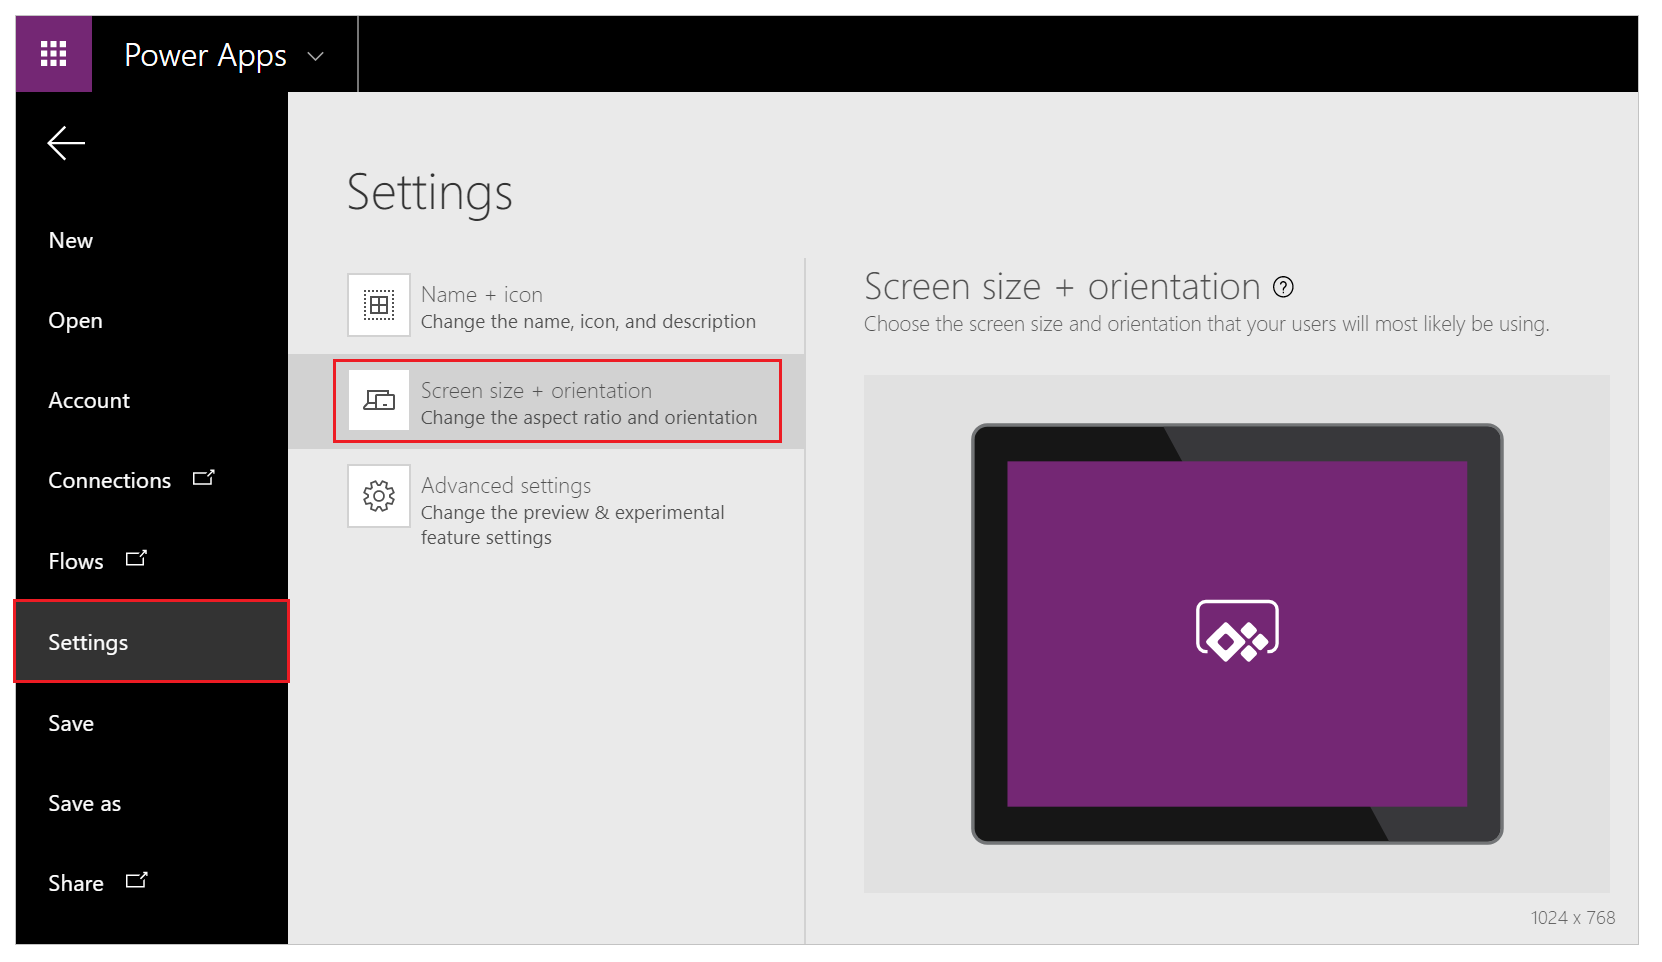 Power Apps
New
Open
Account
Connections
Flows
Settings
Save
Save as
Share
Settings
Name + icon
Change the name, icon, and description
Screen size + orientation
Change the aspect ratio and orientation
Advanced settings
Change the preview & experimental
feature settings
Screen size + orientation ?
Choose the screen size and orientation that your users will most likely be using.
1024 x 768